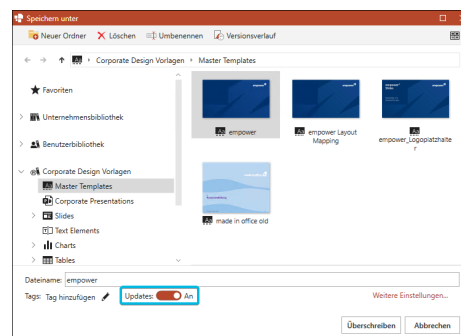 Speichern unter
Neuer Ordner Löschen Umbenennen Versionsverlauf
Corporate Design Vorlagen Master Templates
Favoriten
Unternehmensbibliothek
Benutzerbibliothek
Corporate Design Vorlagen
Master Templates
Corporate Presentations
Slides
Text Elements
Charts
Tables
empower
empower Layout
Mapping
empower_Logoplatzhalte
r
made in office old
Dateiname: empower
Tags: Tag hinzufügen Updates: An Weitere Einstellungen...
Überschreiben Abbrechen